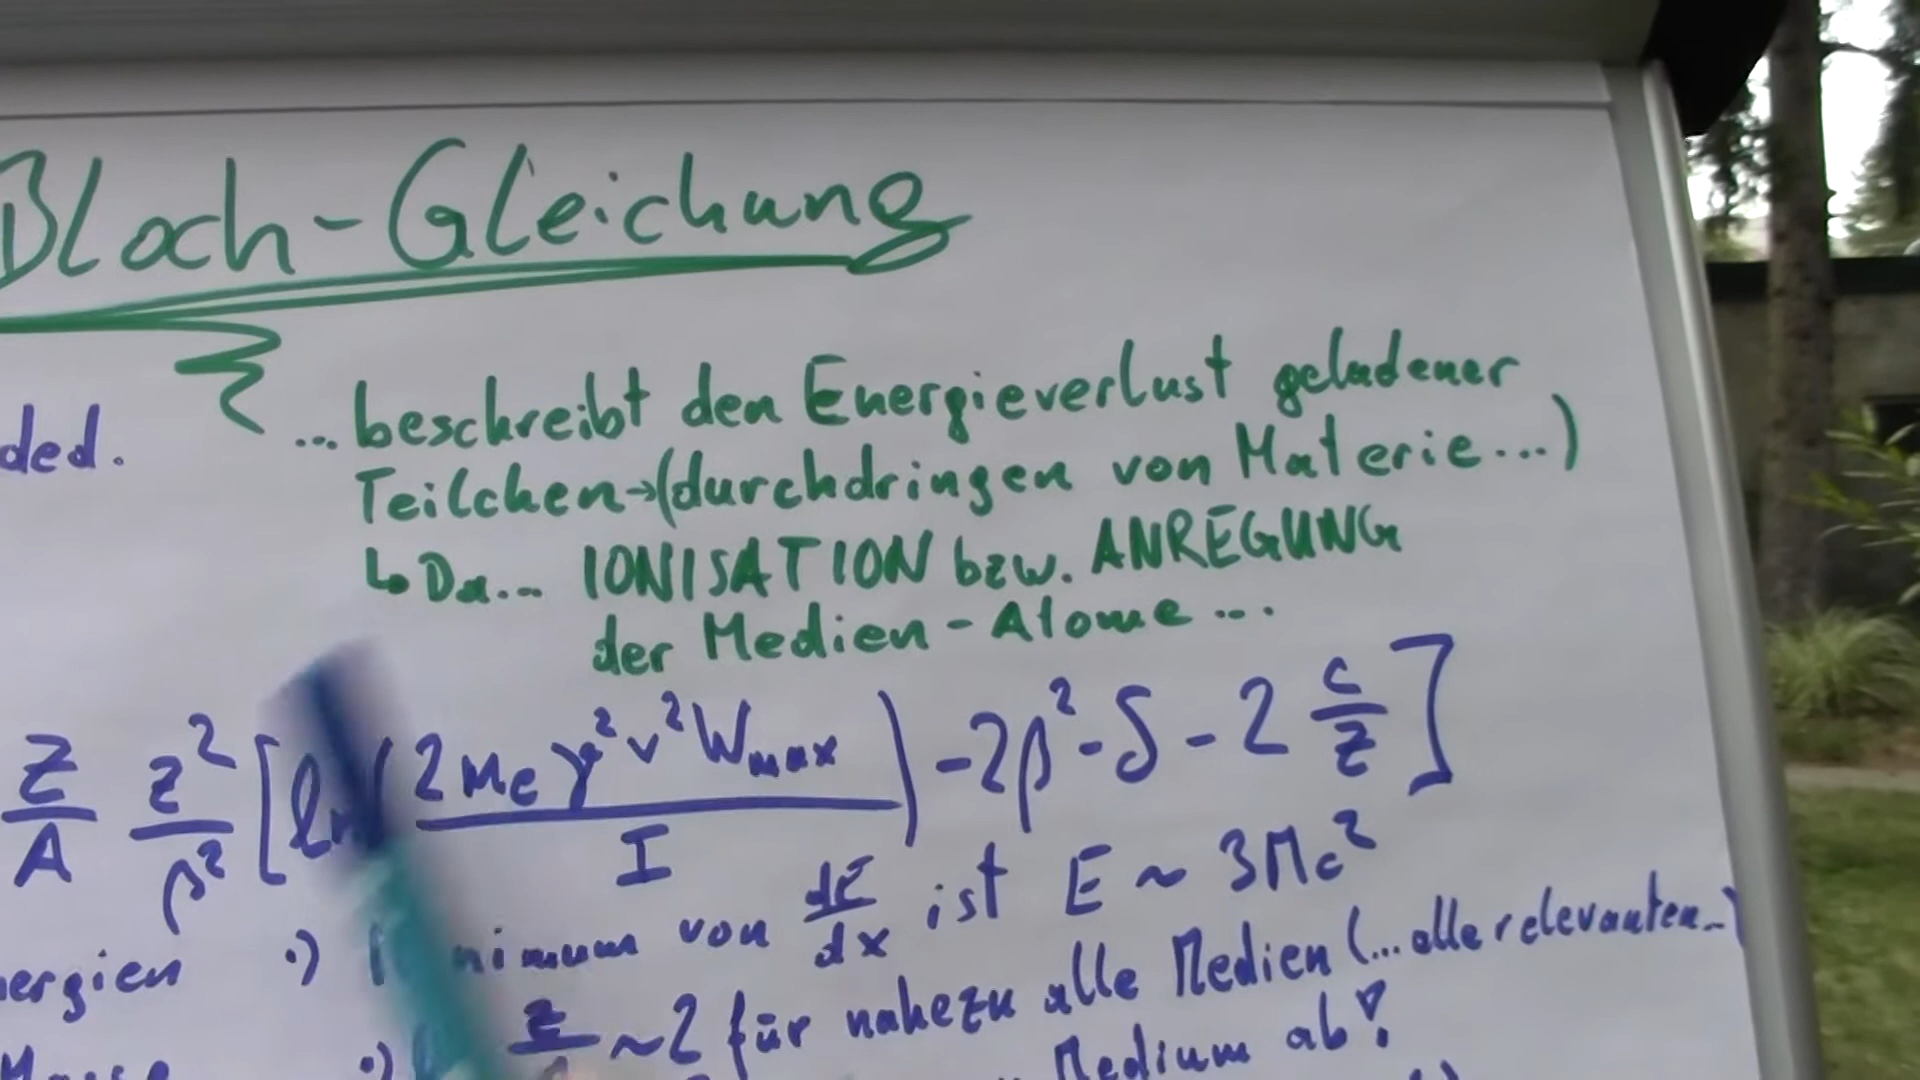 Bloch-Gleichung
... beschreibt den Energieverlust geladener
ded.
Teilchen→(durchdringen von Materie...)
↳ Da... IONISATION bzw. ANREGUNG
der Medien-Atome ...
Z/A z²/β² [ln(2meγ²v²Wmax/I) -2β²-δ-2 C/Z]
ergien •) Minimum von dE/dx ist E ~ 3Mc²
Z ~2 für nahezu alle Medien (...alle relevanten...)
Masse •) Medium ab!